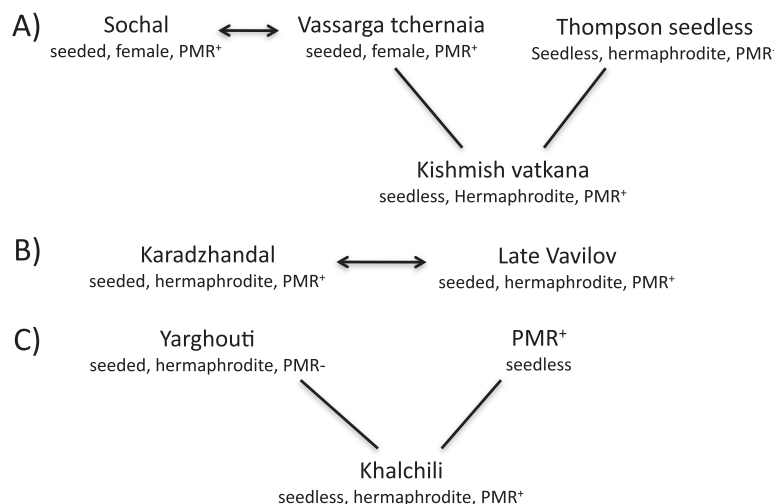 A)
Sochal
seeded, female, PMR⁺
Vassarga tchernaia
seeded, female, PMR⁺
Thompson seedless
Seedless, hermaphrodite, PMR
Kishmish vatkana
seedless, Hermaphrodite, PMR⁺
B)
Karadzhandal
seeded, hermaphrodite, PMR⁺
Late Vavilov
seeded, hermaphrodite, PMR⁺
C)
Yarghouti
seeded, hermaphrodite, PMR-
PMR⁺
seedless
Khalchili
seedless, hermaphrodite, PMR⁺